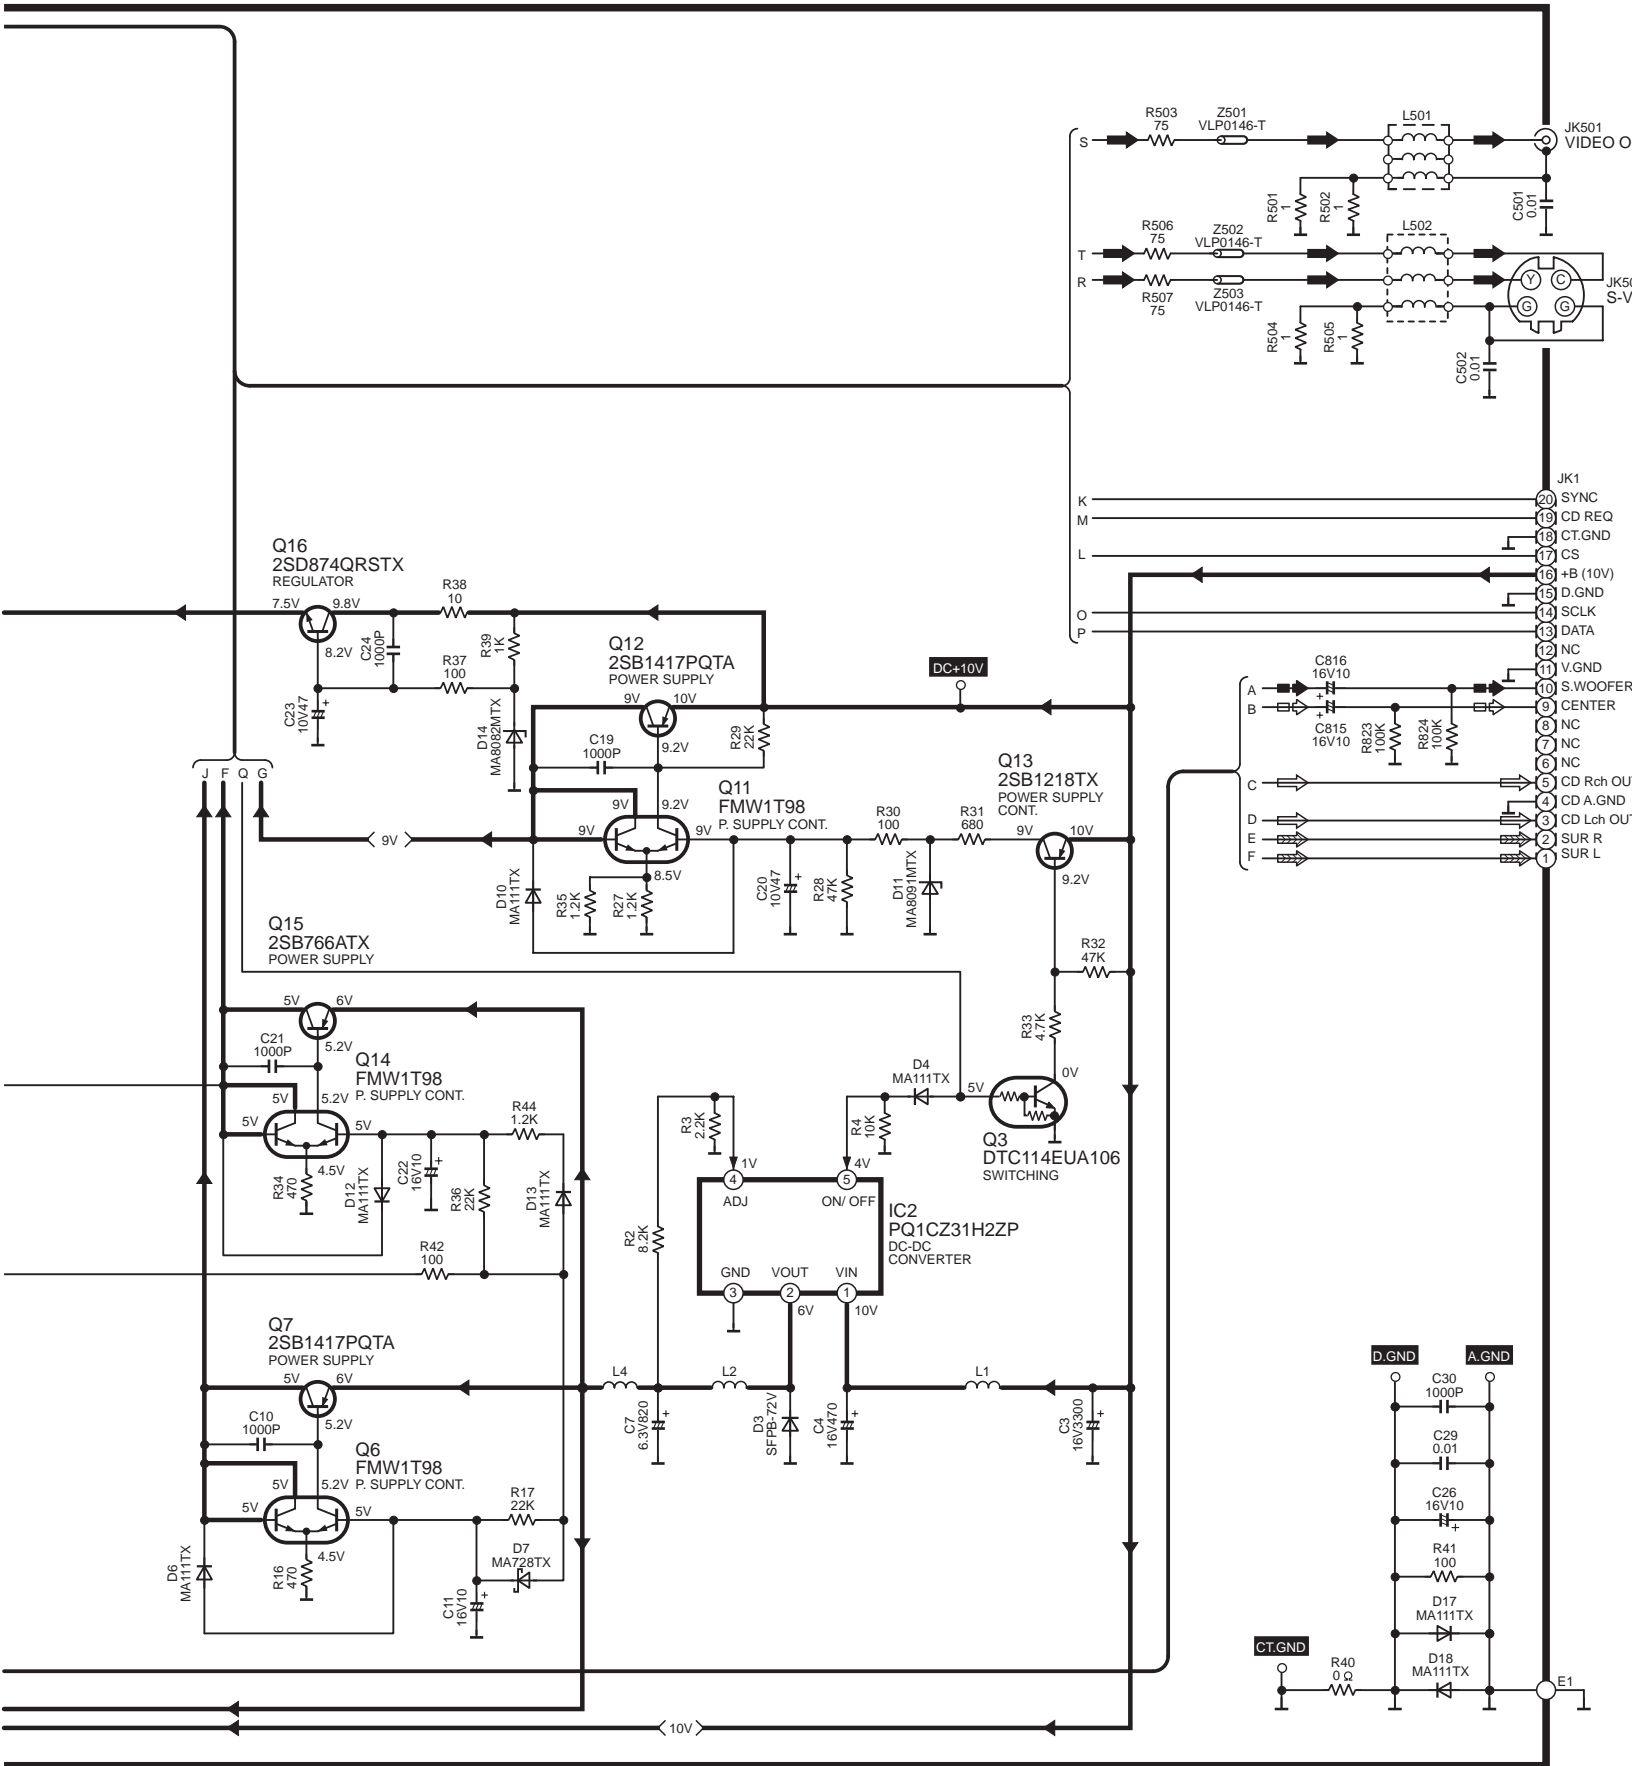 R503
75
Z501
VLP0146-T
L501
JK501
VIDEO O
S
R501
1
R502
1
C501
0.01
R506
75
Z502
VLP0146-T
L502
T
R
Y
C
G
G
JK50
S-V
R507
75
Z503
VLP0146-T
R504
1
R505
1
C502
0.01
JK1
K
20 SYNC
M
19 CD REQ
18 CT.GND
L
17 CS
16 +B (10V)
15 D.GND
O
14 SCLK
P
13 DATA
12 NC
11 V.GND
A
C816
16V10
10 S.WOOFER
B
9 CENTER
C815
16V10
R823
100K
R824
100K
8 NC
7 NC
6 NC
C
5 CD Rch OUT
4 CD A.GND
D
3 CD Lch OUT
E
2 SUR R
F
1 SUR L
Q16
2SD874QRSTX
REGULATOR
7.5V
9.8V
8.2V
R38
10
C24
1000P
R39
1K
R37
100
C23
10V47
+
D14
MA8082MTX
Q12
2SB1417PQTA
POWER SUPPLY
9V
10V
9.2V
DC+10V
C19
1000P
R29
22K
J F Q G
9V
Q11
FMW1T98
P. SUPPLY CONT.
9V
9.2V
9V
9V
8.5V
D10
MA111TX
R35
1.2K
R27
1.2K
C20
10V47
+
R28
47K
R30
100
D11
MA8091MTX
R31
680
Q13
2SB1218TX
POWER SUPPLY
CONT.
9V
10V
9.2V
R32
47K
R33
4.7K
Q15
2SB766ATX
POWER SUPPLY
5V
6V
5.2V
C21
1000P
Q14
FMW1T98
P. SUPPLY CONT.
5V
5.2V
5V
5V
4.5V
R34
470
D12
MA111TX
C22
16V10
+
R36
22K
R44
1.2K
D13
MA111TX
R42
100
D4
MA111TX
5V
0V
Q3
DTC114EUA106
SWITCHING
R3
2.2K
R4
10K
1V
4V
4
5
ADJ
ON/ OFF
IC2
PQ1CZ31H2ZP
DC-DC
CONVERTER
GND
VOUT
VIN
3
2
1
6V
10V
R2
8.2K
Q7
2SB1417PQTA
POWER SUPPLY
5V
6V
5.2V
L4
L2
L1
C7
6.3V820
+
D3
SFPB-72V
C4
16V470
+
C3
16V3300
+
C10
1000P
Q6
FMW1T98
P. SUPPLY CONT.
5V
5.2V
5V
5V
4.5V
D6
MA111TX
R16
470
R17
22K
D7
MA728TX
C11
16V10
+
D.GND
A.GND
C30
1000P
C29
0.01
C26
16V10
+
R41
100
D17
MA111TX
CT.GND
R40
0 Ω
D18
MA111TX
E1
10V